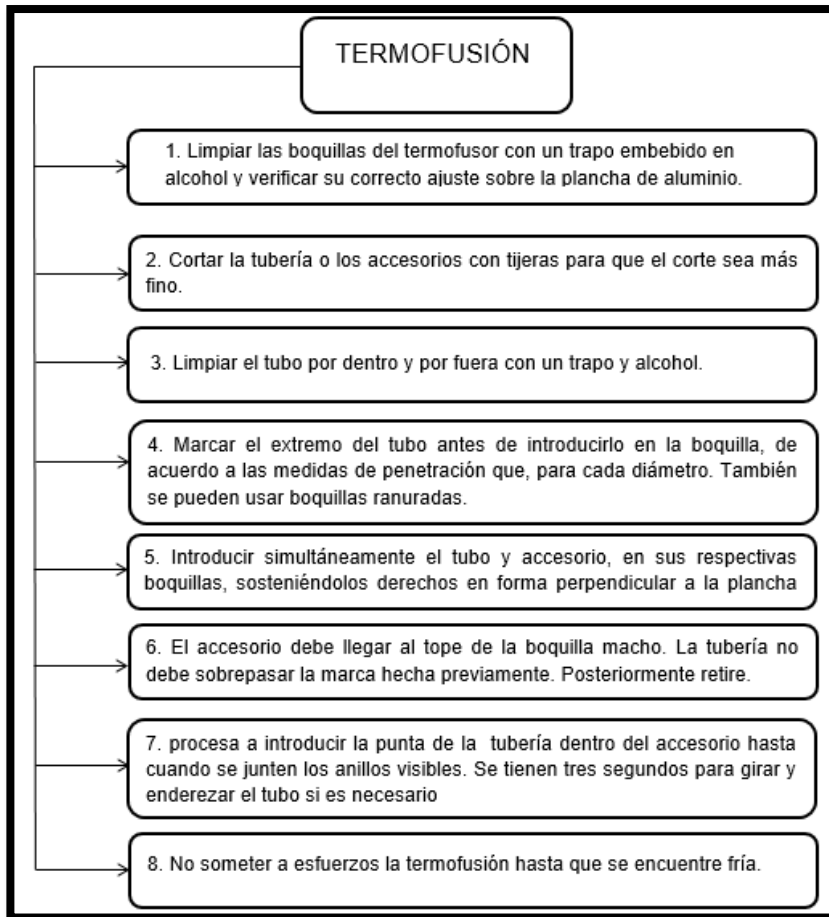 TERMOFUSIÓN
1. Limpiar las boquillas del termofusor con un trapo embebido en
alcohol y verificar su correcto ajuste sobre la plancha de aluminio.
2. Cortar la tubería o los accesorios con tijeras para que el corte sea más
fino.
3. Limpiar el tubo por dentro y por fuera con un trapo y alcohol.
4. Marcar el extremo del tubo antes de introducirlo en la boquilla, de
acuerdo a las medidas de penetración que, para cada diámetro. También
se pueden usar boquillas ranuradas.
5. Introducir simultáneamente el tubo y accesorio, en sus respectivas
boquillas, sosteniéndolos derechos en forma perpendicular a la plancha
6. El accesorio debe llegar al tope de la boquilla macho. La tubería no
debe sobrepasar la marca hecha previamente. Posteriormente retire.
7. procesa a introducir la punta de la tubería dentro del accesorio hasta
cuando se junten los anillos visibles. Se tienen tres segundos para girar y
enderezar el tubo si es necesario
8. No someter a esfuerzos la termofusión hasta que se encuentre fría.